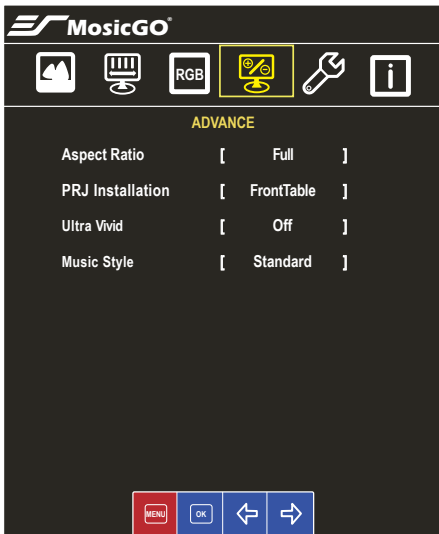 MosicGO®
RGB
ADVANCE
Aspect Ratio [ Full ]
PRJ Installation [ FrontTable ]
Ultra Vivid [ Off ]
Music Style [ Standard ]
MENU OK